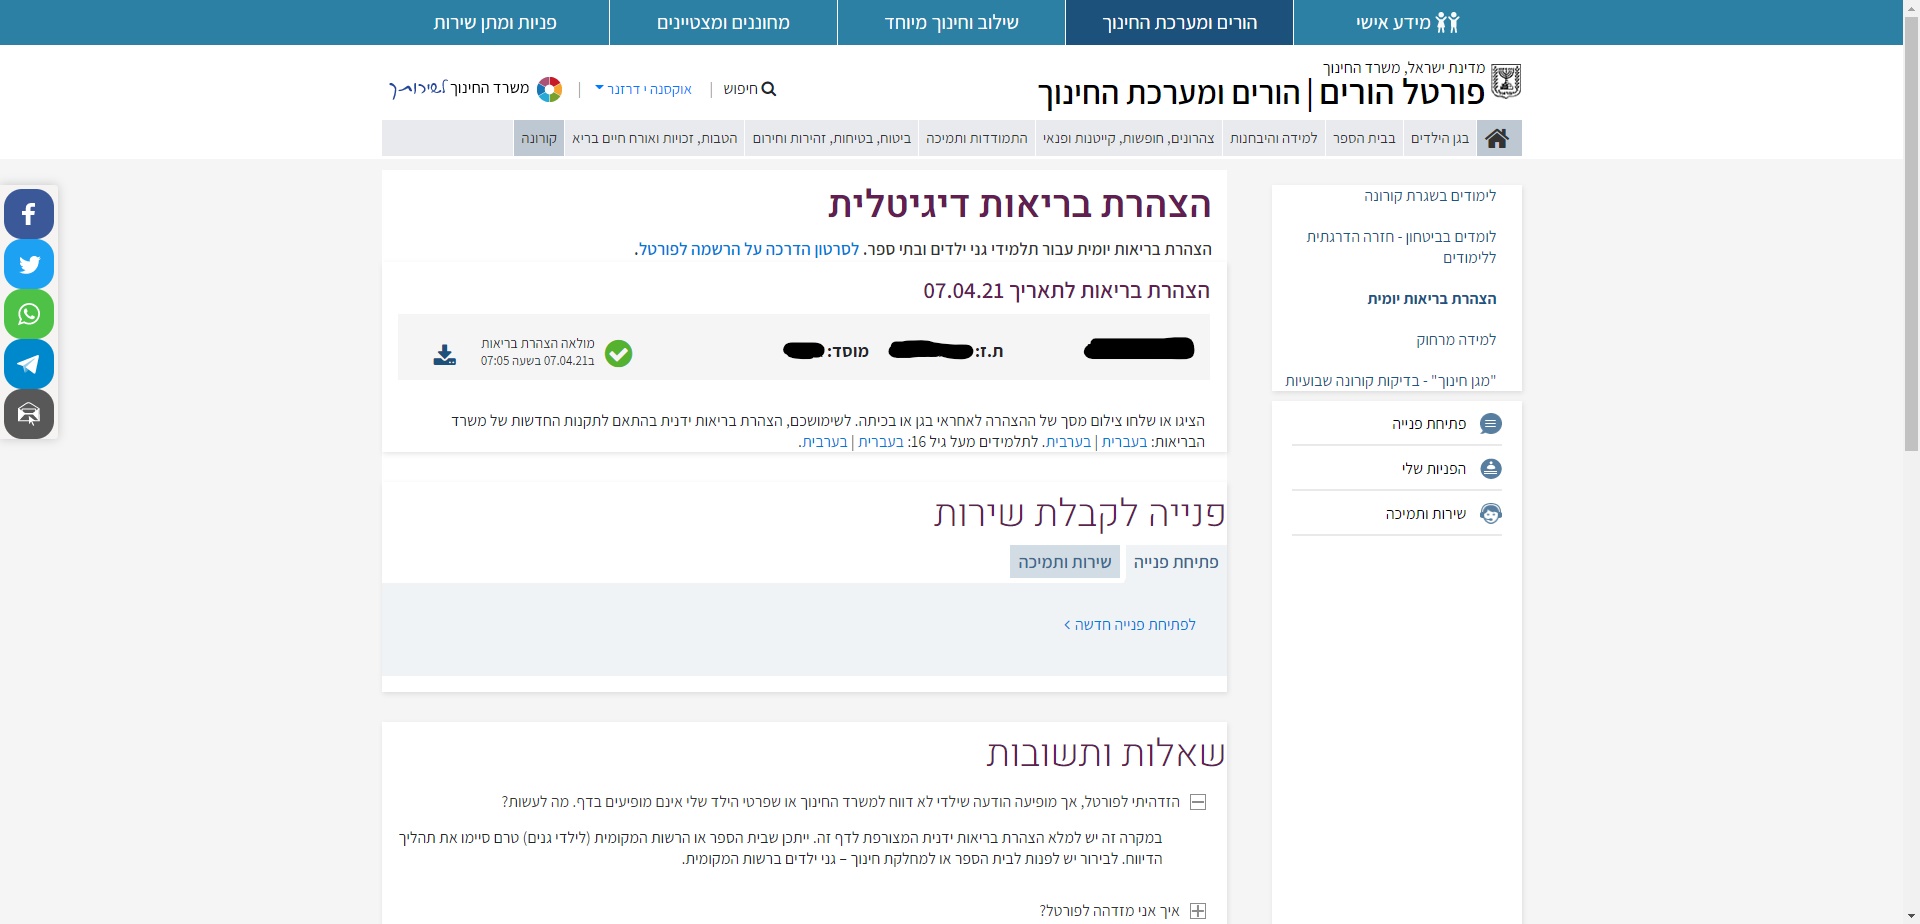 מידע אישי
הורים ומערכת החינוך
שילוב וחינוך מיוחד
מחוננים ומצטיינים
פניות ומתן שירות
מדינת ישראל, משרד החינוך
פורטל הורים | הורים ומערכת החינוך
חיפוש
אוקסנה י דרזנר
משרד החינוך לשירותך
בגן הילדים
בבית הספר
למידה והיבחנות
צהרונים, חופשות, קייטנות ופנאי
התמודדות ותמיכה
ביטוח, בטיחות, זהירות וחירום
הטבות, זכויות ואורח חיים בריא
קורונה
לימודים בשגרת קורונה
לומדים בביטחון - חזרה הדרגתית
ללימודים
הצהרת בריאות יומית
למידה מרחוק
"מגן חינוך" - בדיקות קורונה שבועיות
פתיחת פנייה
הפניות שלי
שירות ותמיכה
הצהרת בריאות דיגיטלית
הצהרת בריאות יומית עבור תלמידי גני ילדים ובתי ספר. לסרטון הדרכה על הרשמה לפורטל.
הצהרת בריאות לתאריך 07.04.21
ת.ז:
מוסד:
מולאה הצהרת בריאות
ב07.04.21 בשעה 07:05
הציגו או שלחו צילום מסך של ההצהרה לאחראי בגן או בכיתה. לשימושכם, הצהרת בריאות ידנית בהתאם לתקנות החדשות של משרד
הבריאות: בעברית | בערבית. לתלמידים מעל גיל 16: בעברית | בערבית.
פנייה לקבלת שירות
פתיחת פנייה
שירות ותמיכה
לפתיחת פנייה חדשה >
שאלות ותשובות
הזדהיתי לפורטל, אך מופיעה הודעה שילדי לא דווח למשרד החינוך או שפרטי הילד שלי אינם מופיעים בדף. מה לעשות?
במקרה זה יש למלא הצהרת בריאות ידנית המצורפת לדף זה. ייתכן שבית הספר או הרשות המקומית (לילדי גנים) טרם סיימו את תהליך
הדיווח. לבירור יש לפנות לבית הספר או למחלקת חינוך – גני ילדים ברשות המקומית.
איך אני מזדהה לפורטל?